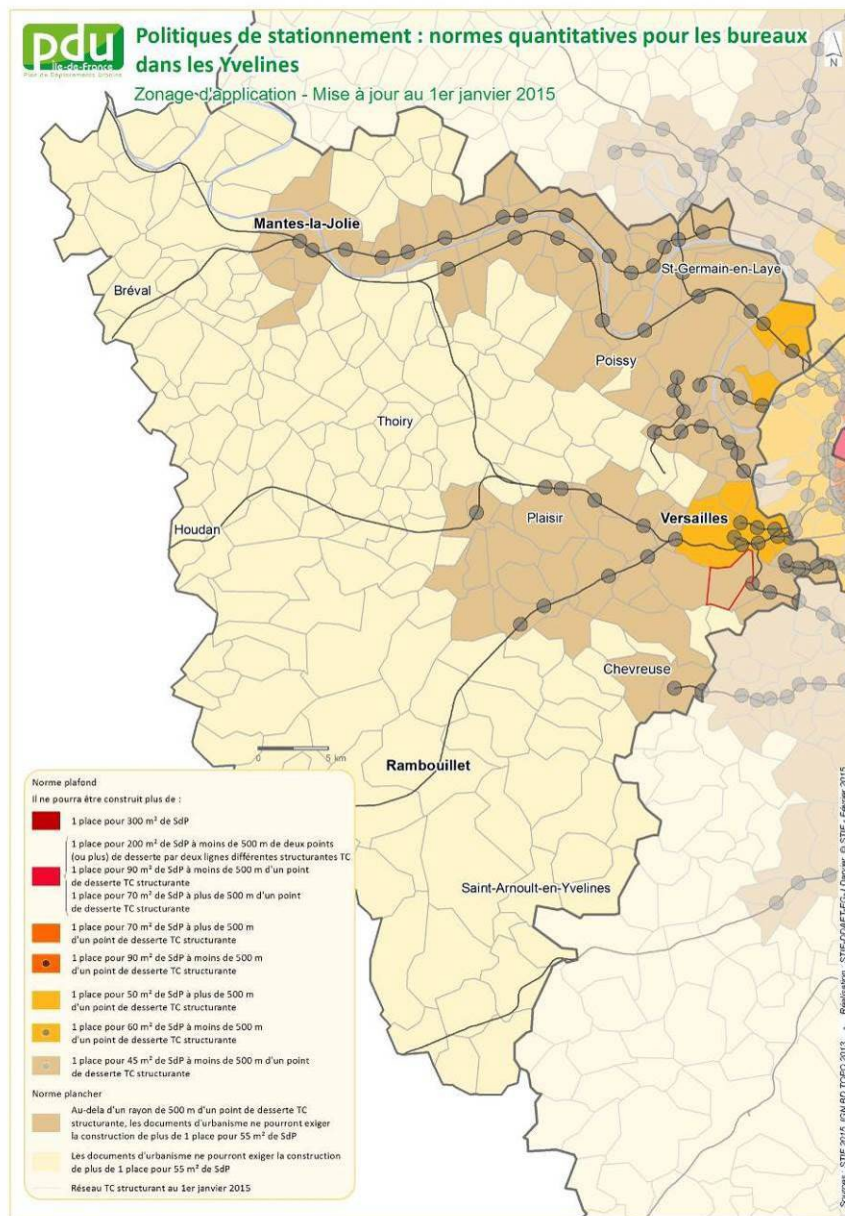 pdu
Île-de-France
Plan de Déplacements Urbains
Politiques de stationnement : normes quantitatives pour les bureaux
dans les Yvelines
Zonage d'application - Mise à jour au 1er janvier 2015
N
Mantes-la-Jolie
Bréval
St-Germain-en-Laye
Poissy
Thoiry
Houdan
Plaisir
Versailles
Chevreuse
0 5 km
Rambouillet
Saint-Arnoult-en-Yvelines
Norme plafond
Il ne pourra être construit plus de :
1 place pour 300 m² de SdP
1 place pour 200 m² de SdP à moins de 500 m de deux points
(ou plus) de desserte par deux lignes différentes structurantes TC
1 place pour 90 m² de SdP à moins de 500 m d'un point
de desserte TC structurante
1 place pour 70 m² de SdP à plus de 500 m d'un point
de desserte TC structurante
1 place pour 70 m² de SdP à plus de 500 m
d'un point de desserte TC structurante
1 place pour 90 m² de SdP à moins de 500 m
d'un point de desserte TC structurante
1 place pour 50 m² de SdP à plus de 500 m
d'un point de desserte TC structurante
1 place pour 60 m² de SdP à moins de 500 m
d'un point de desserte TC structurante
1 place pour 45 m² de SdP à moins de 500 m d'un point
de desserte TC structurante
Norme plancher
Au-dela d'un rayon de 500 m d'un point de desserte TC
structurante, les documents d'urbanisme ne pourront exiger
la construction de plus de 1 place pour 55 m² de SdP
Les documents d'urbanisme ne pourront exiger la construction
de plus de 1 place pour 55 m² de SdP
Réseau TC structurant au 1er janvier 2015
Sources : STIF 2015, IGN BD TOPO 2013 - Réalisation : © STIF - Février 2015